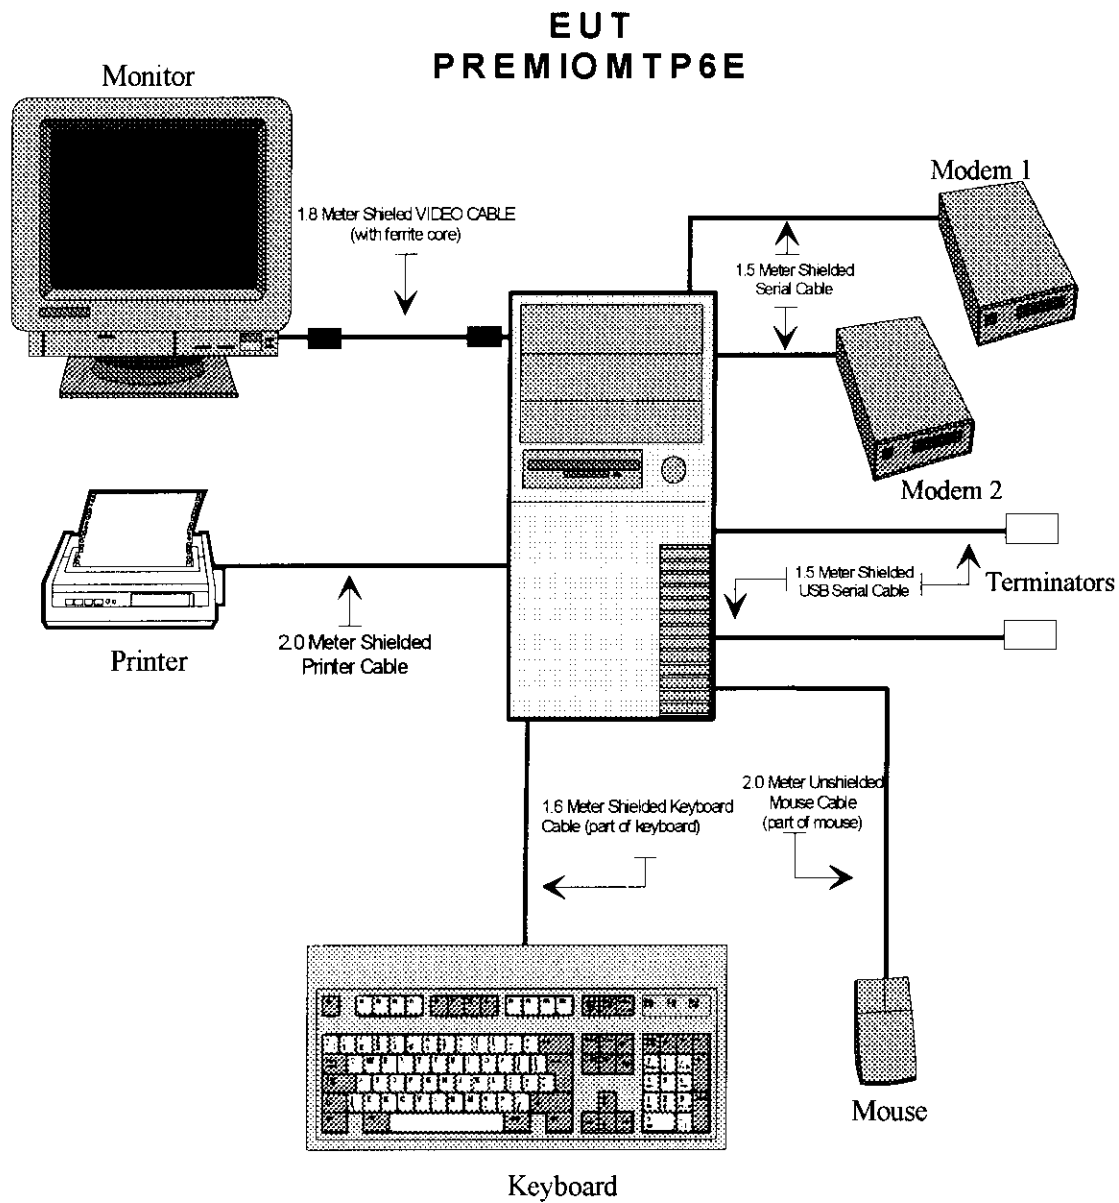 EUT
PREMIOMTP6E
Monitor
Modem 1
1.8 Meter Shieled VIDEO CABLE
(with ferrite core)
1.5 Meter Shielded
Serial Cable
Modem 2
1.5 Meter Shielded
USB Serial Cable
Terminators
2.0 Meter Shielded
Printer Cable
Printer
1.6 Meter Shielded Keyboard
Cable (part of keyboard)
2.0 Meter Unshielded
Mouse Cable
(part of mouse)
Mouse
Keyboard